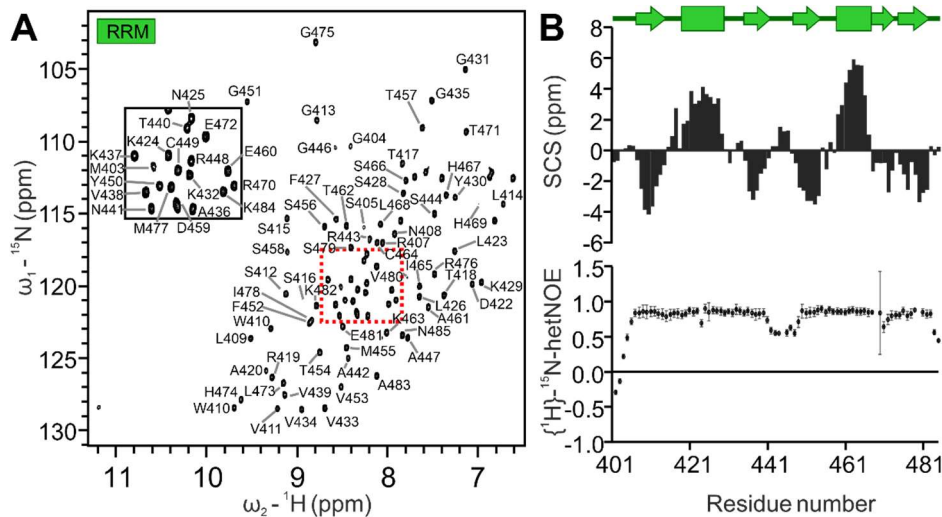 A
RRM
G475
105
G431
G451
G435
T457
N425
G413
T440
E472
110
C449
T471
K424
G446
G404
K437
R448
E460
T417
M403
S466
H467
Y450
F427
S428
Y430
V438
R470
T462
L414
K432
K484
S405
S444
115
N441
S456
L468
A436
S415
H469
M477
D459
R443
N408
L423
R407
S479
C464
S458
I465
R476
V480
T418
S412
S416
K429
120
I478
K482
L426
D422
A461
F452
K463
W410
N485
E481
L409
M455
A447
125
R419
T454
A442
A420
A483
L473
V453
H474
V439
W410
V411
V434
V433
130
11
10
9
8
7
ω1 - 15N (ppm)
ω2 - 1H (ppm)
B
8
4
2
0
-2
-4
-6
SCS (ppm)
1.5
1.0
0.5
0.0
-0.5
-1.0
{1H}-15N-hetNOE
401
421
441
461
481
Residue number